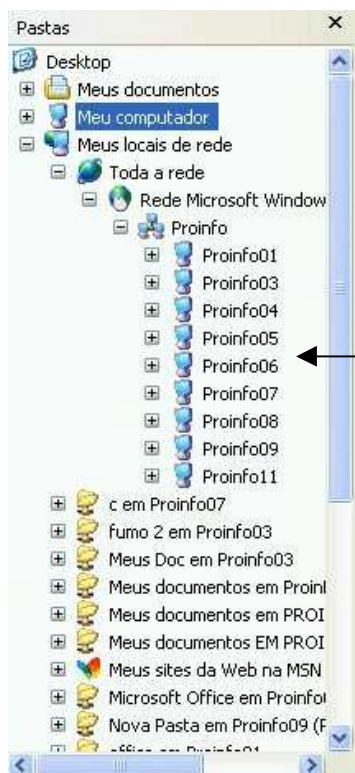 Pastas
Desktop
Meus documentos
Meu computador
Meus locais de rede
Toda a rede
Rede Microsoft Window
Proinfo
Proinfo01
Proinfo03
Proinfo04
Proinfo05
Proinfo06
Proinfo07
Proinfo08
Proinfo09
Proinfo11
c em Proinfo07
fumo 2 em Proinfo03
Meus Doc em Proinfo03
Meus documentos em
Meus documentos em PROI
Meus documentos EM PROI
Meus sites da Web na MSN
Microsoft Office em
Nova Pasta em Proinfo09